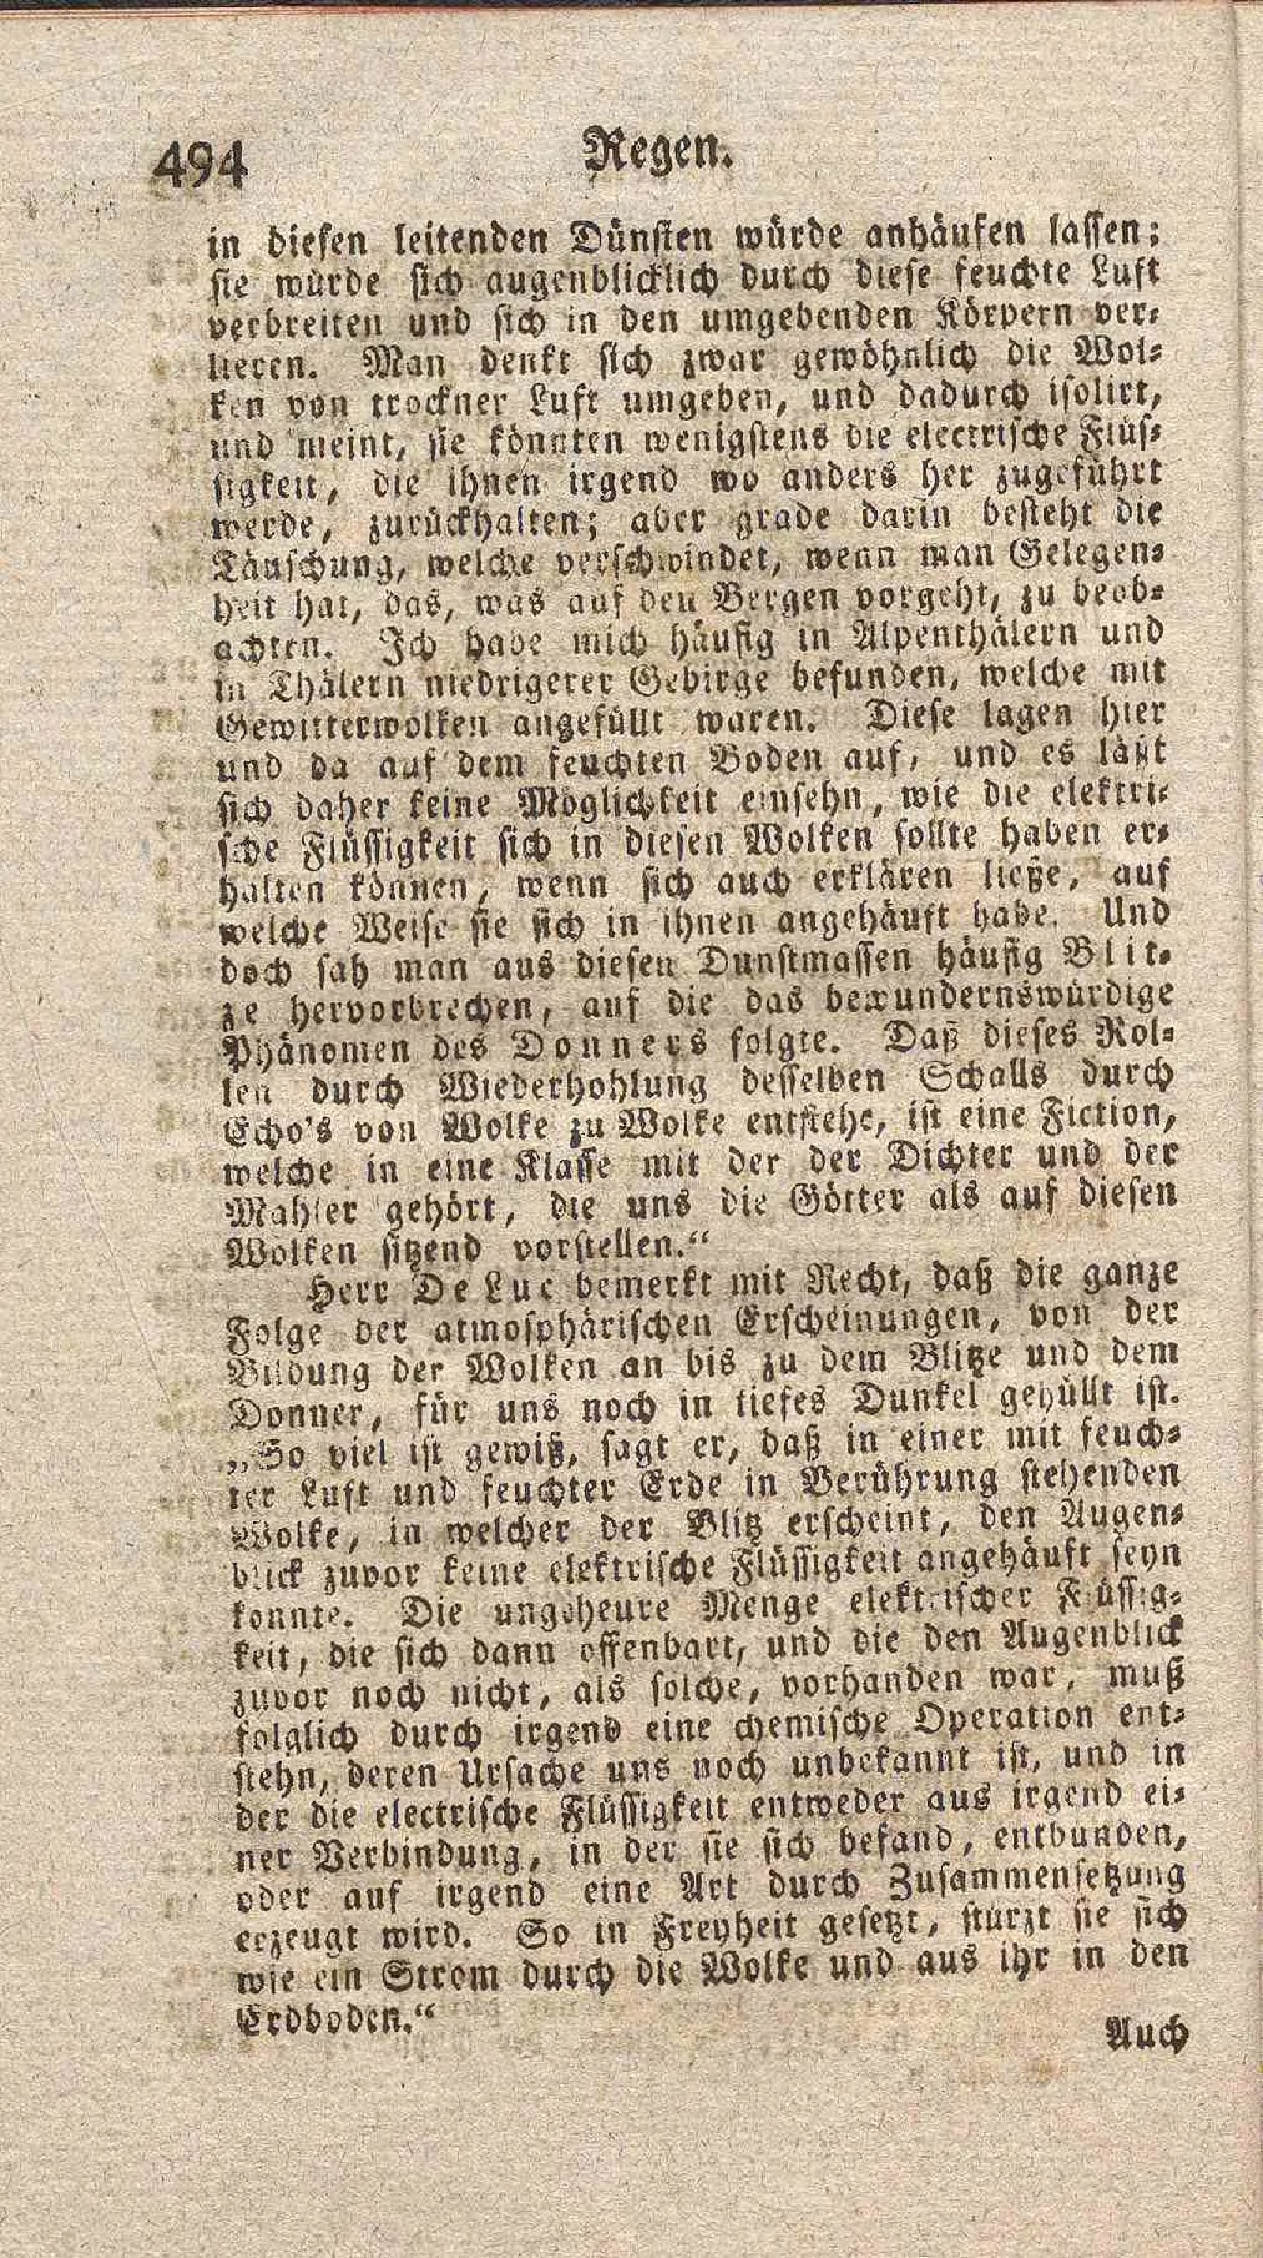 494
Regen.
in diesen leitenden Dünsten würde anhäufen lassen;
sie würde sich augenblicklich durch diese feuchte Luft
verbreiten und sich in den umgebenden Körpern ver-
lieren. Man denkt sich zwar gewöhnlich die Wol-
ken von trockner Luft umgeben, und dadurch isolirt,
und meint, sie könnten wenigstens die electrische Flüs-
sigkeit, die ihnen irgend wo anders her zugeführt
werde, zurückhalten; aber grade darin besteht die
Täuschung, welche verschwindet, wenn man Gelegen-
heit hat, das, was auf den Bergen vorgeht, zu beob-
achten. Ich habe mich häufig in Alpenthälern und
in Thälern niedrigerer Gebirge befunden, welche mit
Gewitterwolken angefüllt waren. Diese lagen hier
und da auf dem feuchten Boden auf, und es läßt
sich daher keine Möglichkeit einsehn, wie die elektri-
sche Flüssigkeit sich in diesen Wolken sollte haben er-
halten können, wenn sich auch erklären ließe, auf
welche Weise sie sich in ihnen angehäuft habe. Und
doch sah man aus diesen Dunstmassen häufig Blit-
ze hervorbrechen, auf die das bewundernswürdige
Phänomen des Donners folgte. Daß dieses Rol-
len durch Wiederhohlung desselben Schalls durch
Echo's von Wolke zu Wolke entstehe, ist eine Fiction,
welche in eine Klasse mit der der Dichter und der
Mahler gehört, die uns die Götter als auf diesen
Wolken sitzend vorstellen.“
Herr De Luc bemerkt mit Recht, daß die ganze
Folge der atmosphärischen Erscheinungen, von der
Bildung der Wolken an bis zu dem Blitze und dem
Donner, für uns noch in tiefes Dunkel gehüllt ist.
„So viel ist gewiß, sagt er, daß in einer mit feuch-
ter Luft und feuchter Erde in Berührung stehenden
Wolke, in welcher der Blitz erscheint, den Augen-
blick zuvor keine elektrische Flüssigkeit angehäuft seyn
konnte. Die ungeheure Menge elektrischer Flüssig-
keit, die sich dann offenbart, und die den Augenblick
zuvor noch nicht, als solche, vorhanden war, muß
folglich durch irgend eine chemische Operation ent-
stehn, deren Ursache uns noch unbekannt ist, und in
der die electrische Flüssigkeit entweder aus irgend ei-
ner Verbindung, in der sie sich befand, entbunden,
oder auf irgend eine Art durch Zusammensetzung
erzeugt wird. So in Freyheit gesetzt, stürzt sie sich
wie ein Strom durch die Wolke und aus ihr in den
Erdboden.“
Auch